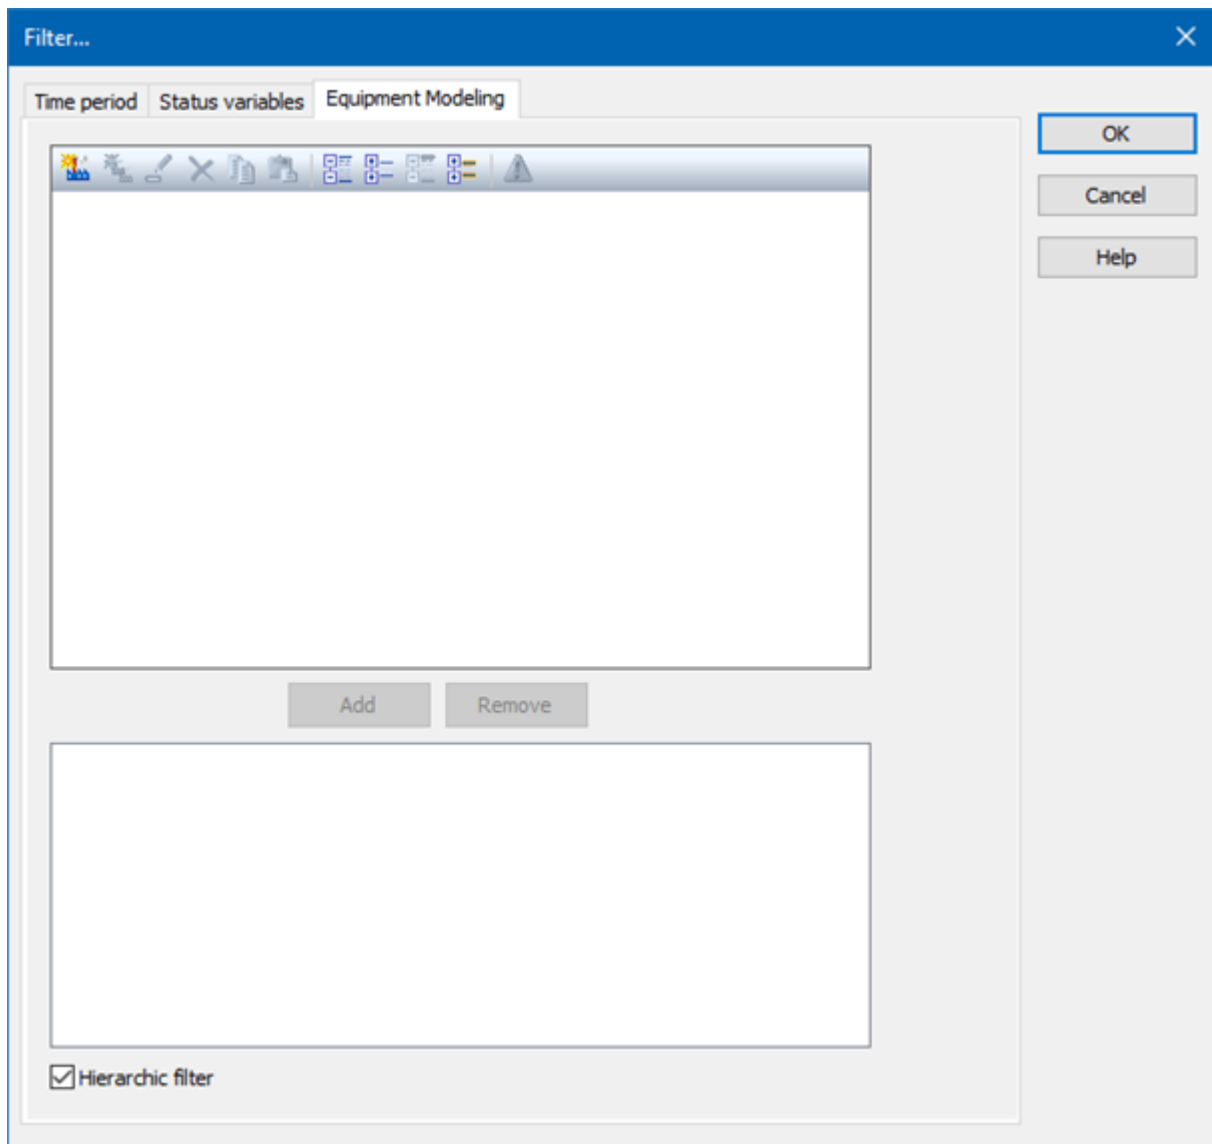 Filter...
Time period Status variables Equipment Modeling
OK
Cancel
Help
Add Remove
Hierarchic filter